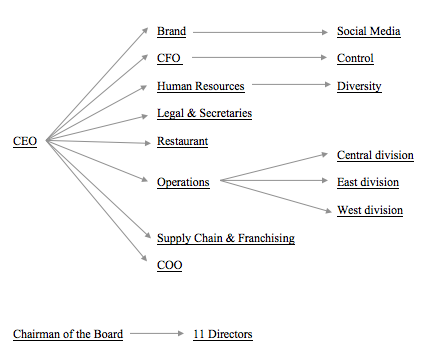 Brand
Social Media
CFO
Control
Human Resources
Diversity
Legal & Secretaries
CEO
Restaurant
Central division
Operations
East division
West division
Supply Chain & Franchising
COO
Chairman of the Board
11 Directors